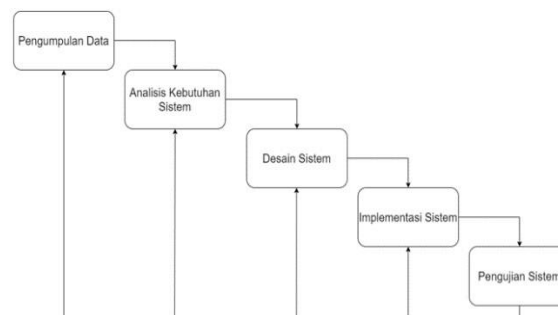 Pengumpulan Data
Analisis Kebutuhan
Sistem
Desain Sistem
Implementasi Sistem
Pengujian Sistem